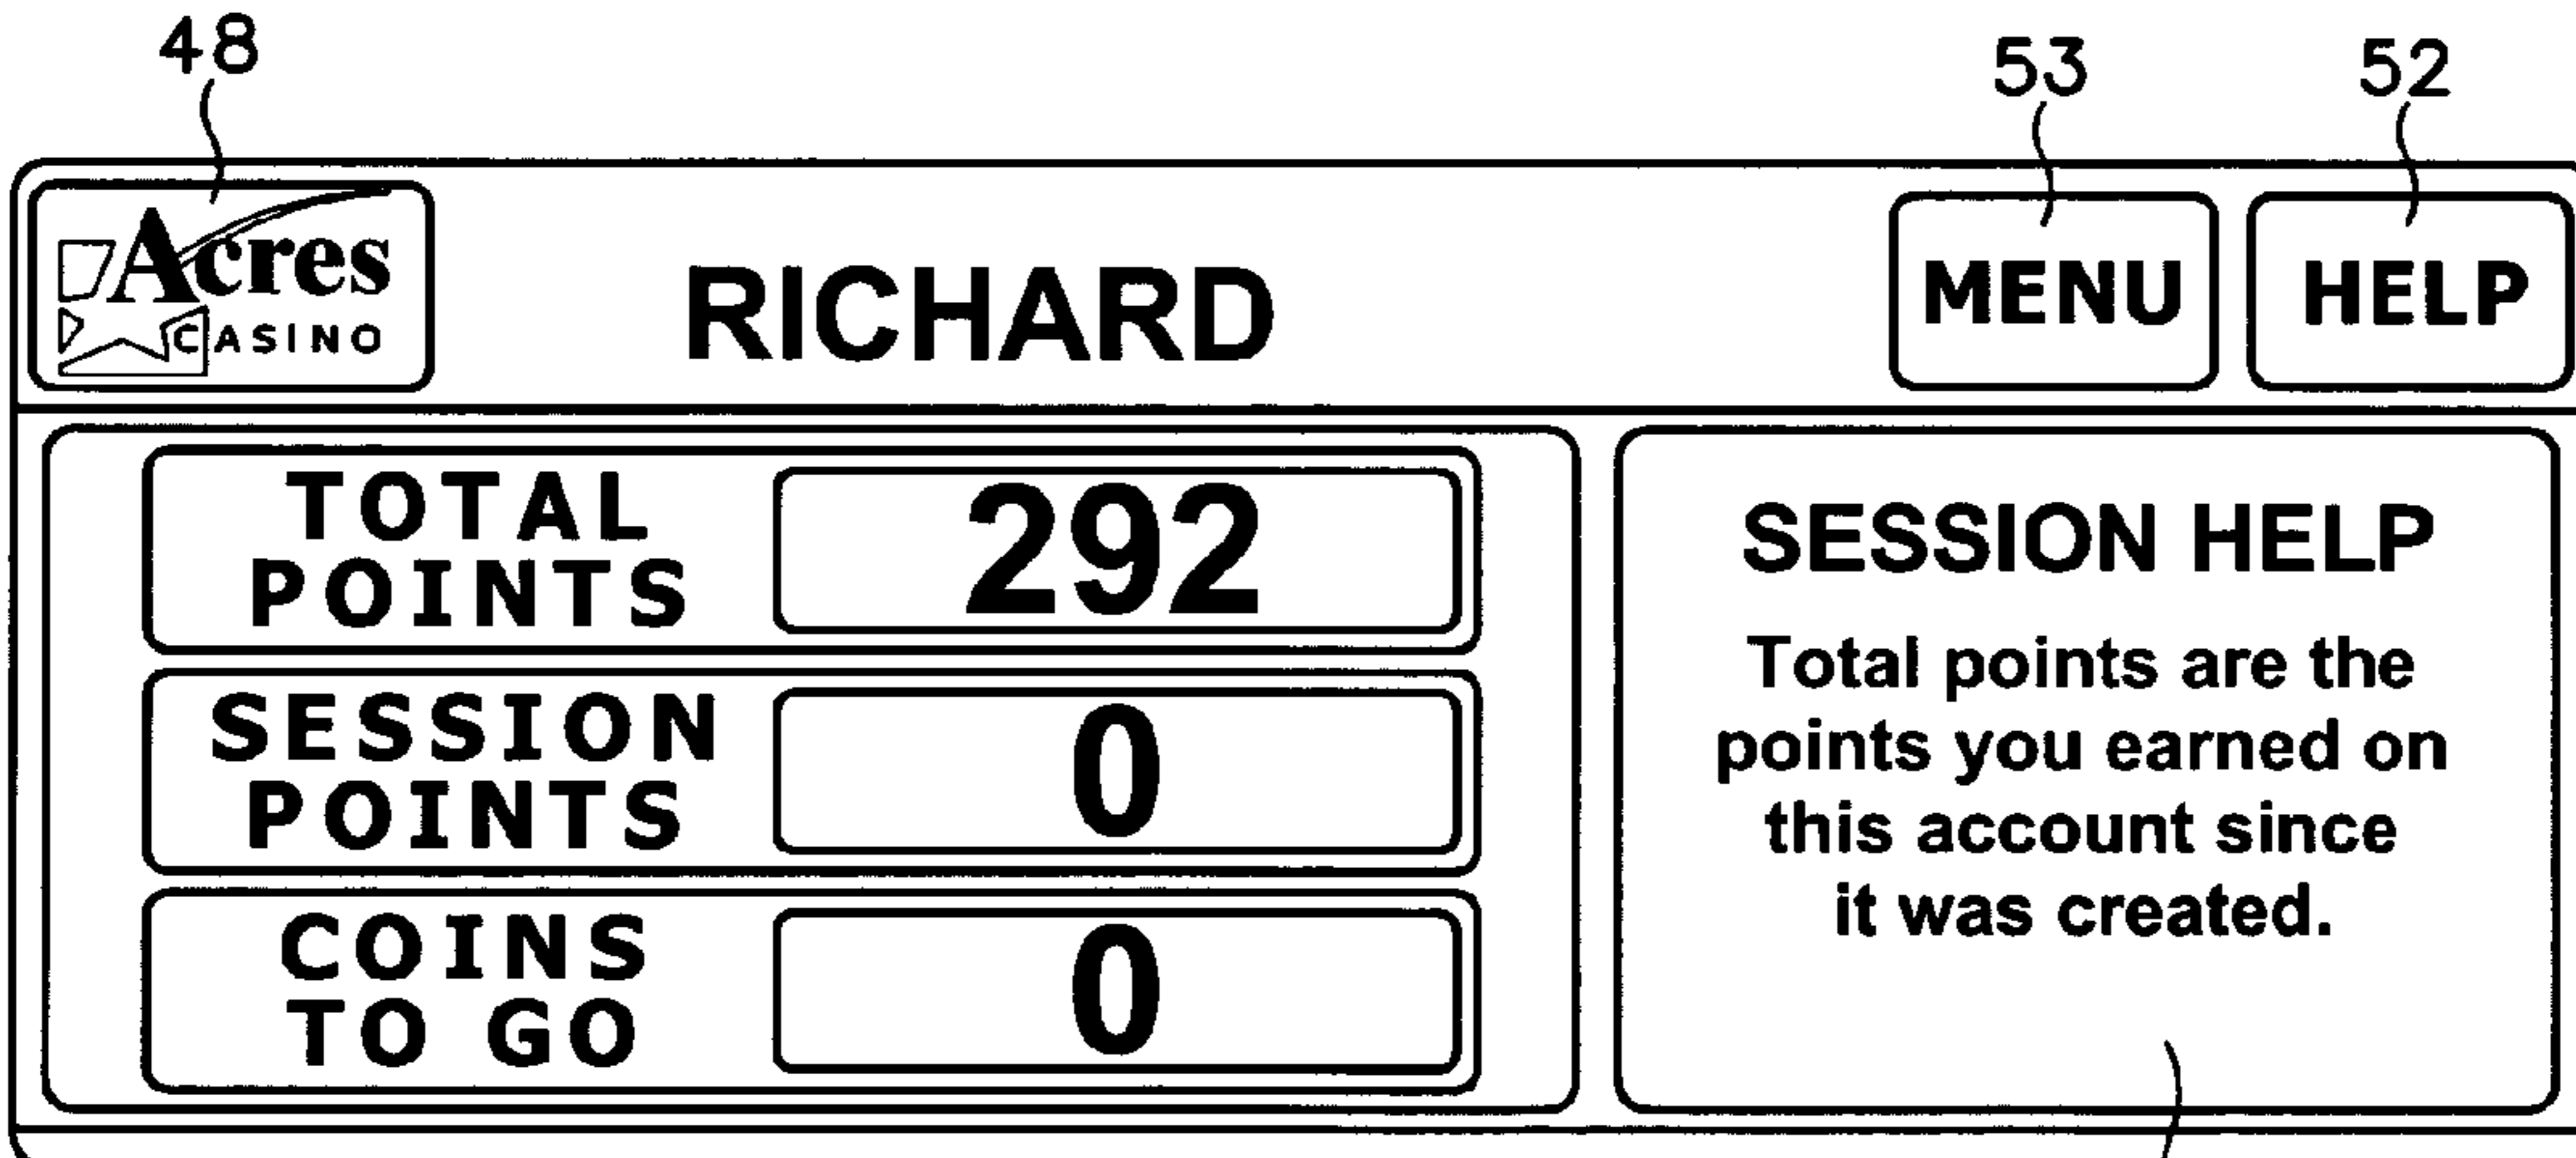 48
53
52
Acres
CASINO
RICHARD
MENU
HELP
TOTAL
POINTS
292
SESSION
POINTS
0
COINS
TO GO
0
SESSION HELP
Total points are the
points you earned on
this account since
it was created.